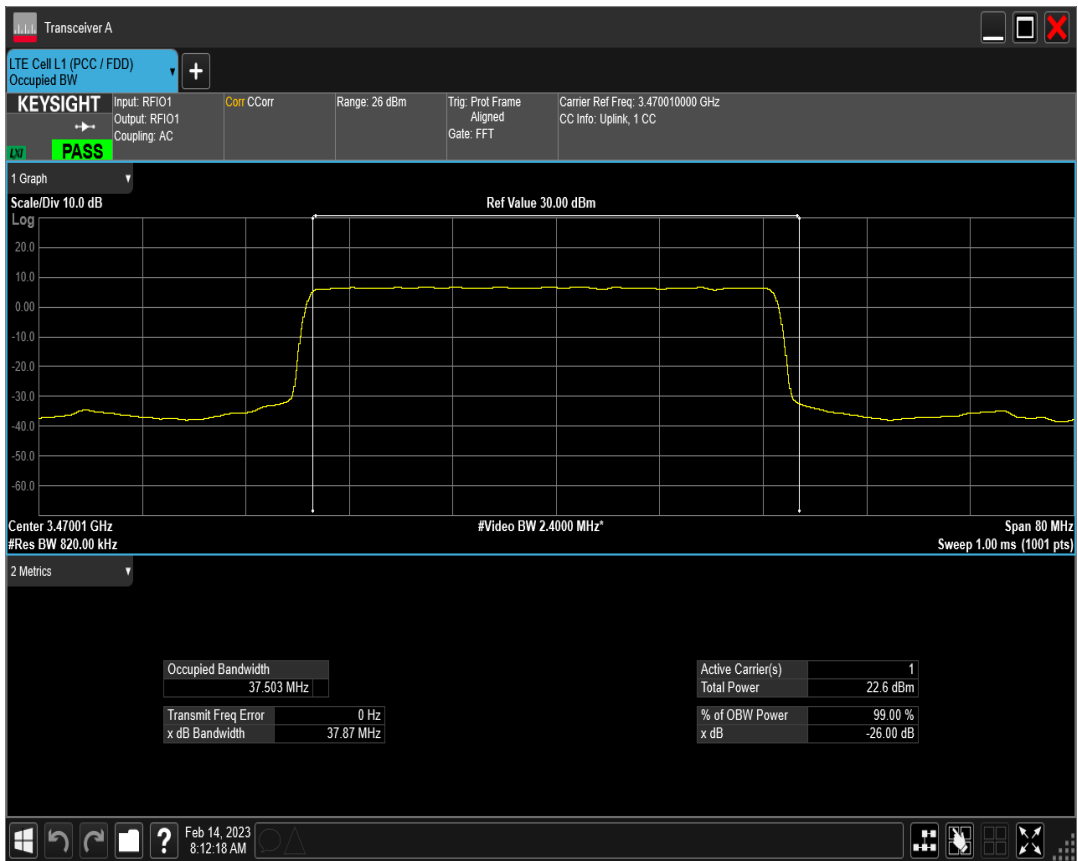 Transceiver A
LTE Cell L1 (PCC / FDD)
Occupied BW
KEYSIGHT
LXI
PASS
Input: RFIO1
Output: RFIO1
Coupling: AC
Corr CCorr
Range: 26 dBm
Trig: Prot Frame
Aligned
Gate: FFT
Carrier Ref Freq: 3.470010000 GHz
CC Info: Uplink, 1 CC
1 Graph
Scale/Div 10.0 dB
Ref Value 30.00 dBm
Log
20.0
10.0
0.00
-10.0
-20.0
-30.0
-40.0
-50.0
-60.0
Center 3.47001 GHz
#Video BW 2.4000 MHz*
Span 80 MHz
#Res BW 820.00 kHz
Sweep 1.00 ms (1001 pts)
2 Metrics
Occupied Bandwidth
37.503 MHz
Transmit Freq Error 0 Hz
x dB Bandwidth 37.87 MHz
Active Carrier(s) 1
Total Power 22.6 dBm
% of OBW Power 99.00 %
x dB -26.00 dB
?
Feb 14, 2023
8:12:18 AM